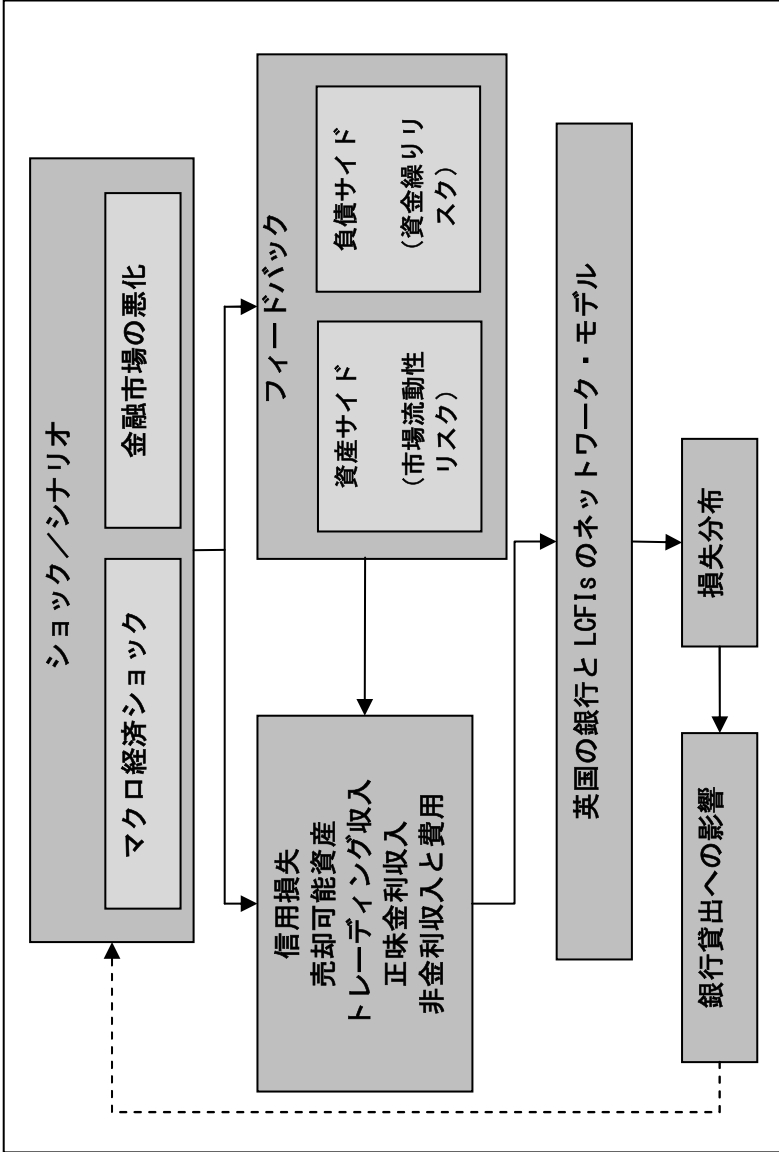 ショック／シナリオ
マクロ経済ショック
金融市場の悪化
信用損失
売却可能資産
トレーディング収入
正味金利収入
非金利収入と費用
フィードバック
資産サイド
（市場流動性
リスク）
負債サイド
（資金繰りリ
スク）
英国の銀行と LCFIs のネットワーク・モデル
銀行貸出への影響
損失分布